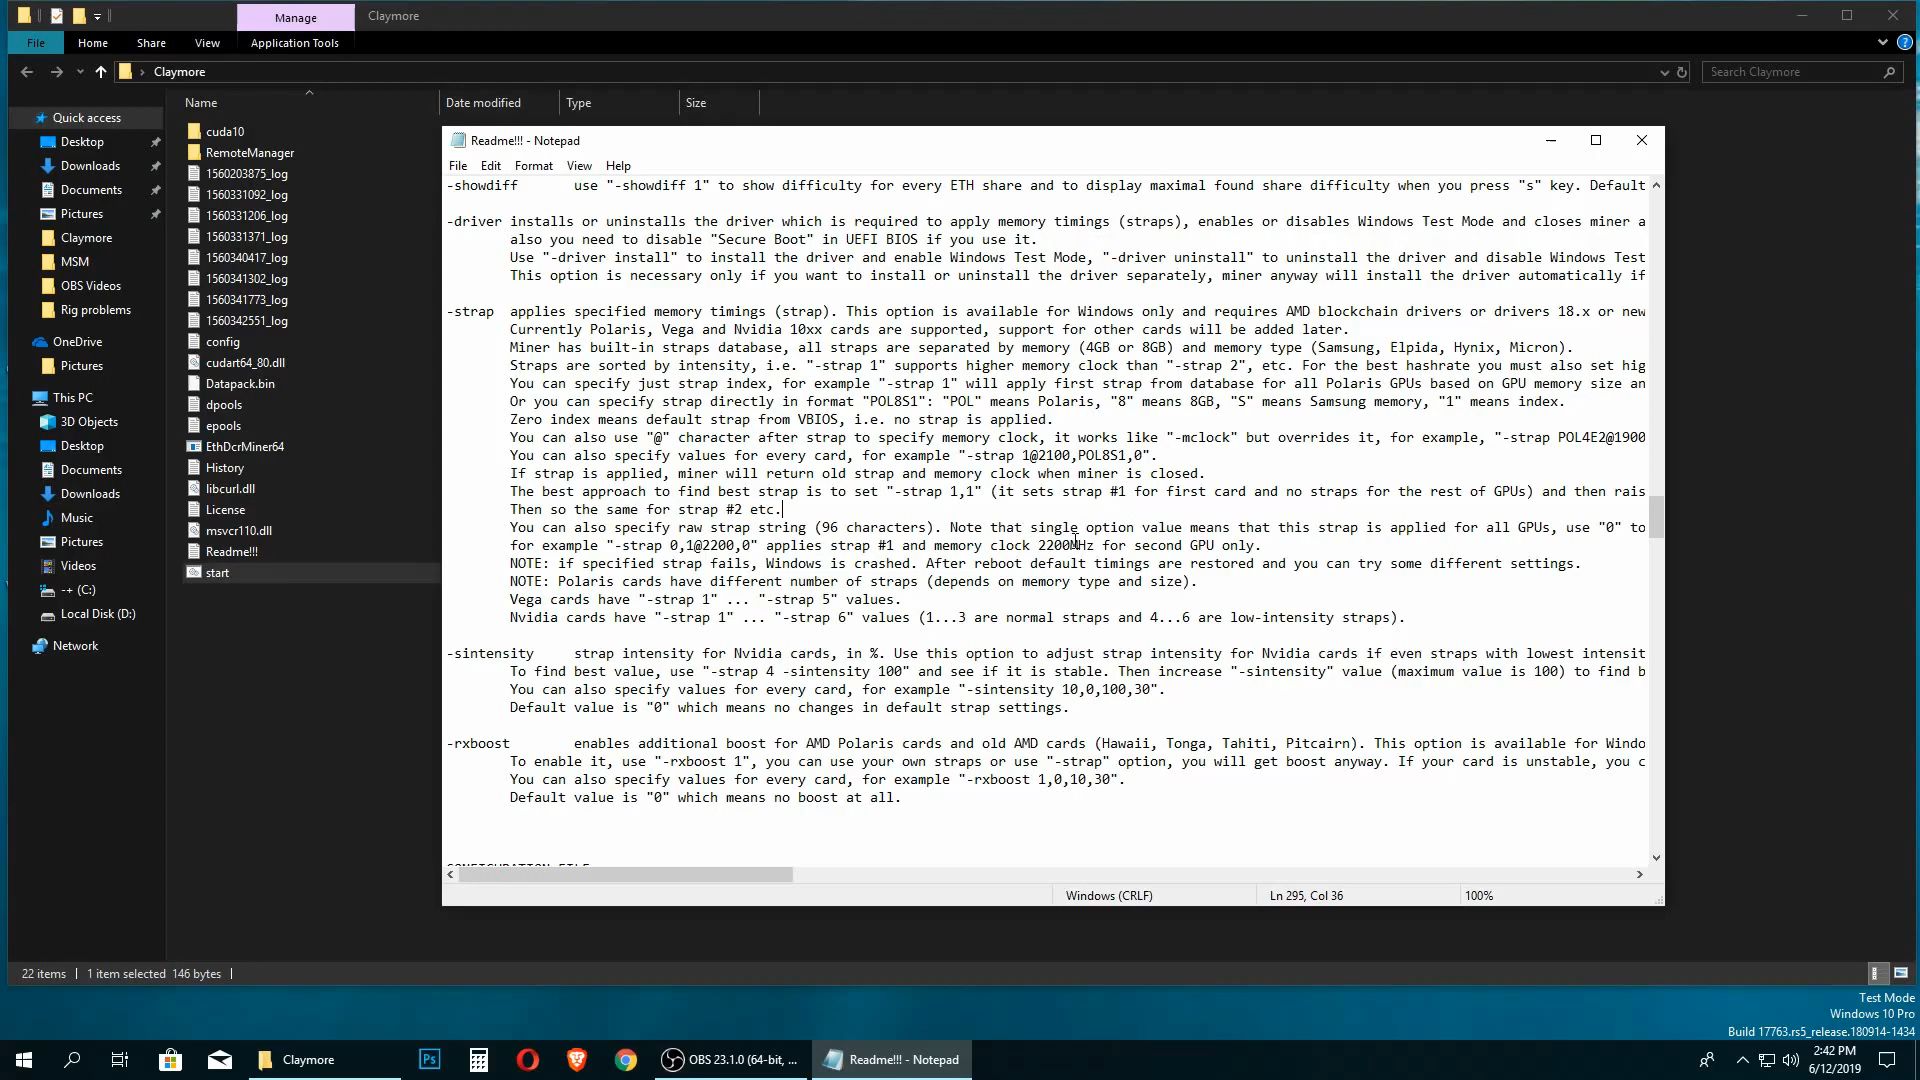 Manage
Claymore
File
Home
Share
View
Application Tools
Claymore
Search Claymore
Name
Date modified
Type
Size
Quick access
Desktop
Downloads
Documents
Pictures
Claymore
MSM
OBS Videos
Rig problems
OneDrive
Pictures
This PC
3D Objects
Desktop
Documents
Downloads
Music
Pictures
Videos
-+ (C:)
Local Disk (D:)
Network
cuda10
RemoteManager
1560203875_log
1560331092_log
1560331206_log
1560331371_log
1560340417_log
1560341302_log
1560341773_log
1560342551_log
config
cudart64_80.dll
Datapack.bin
dpools
epools
EthDcrMiner64
History
libcurl.dll
License
msvcr110.dll
Readme!!!
start
Readme!!! - Notepad
File Edit Format View Help
-showdiff use "-showdiff 1" to show difficulty for every ETH share and to display maximal found share difficulty when you press "s" key. Default
-driver installs or uninstalls the driver which is required to apply memory timings (straps), enables or disables Windows Test Mode and closes miner a
also you need to disable "Secure Boot" in UEFI BIOS if you use it.
Use "-driver install" to install the driver and enable Windows Test Mode, "-driver uninstall" to uninstall the driver and disable Windows Test
This option is necessary only if you want to install or uninstall the driver separately, miner anyway will install the driver automatically if
-strap applies specified memory timings (strap). This option is available for Windows only and requires AMD blockchain drivers or drivers 18.x or new
Currently Polaris, Vega and Nvidia 10xx cards are supported, support for other cards will be added later.
Miner has built-in straps database, all straps are separated by memory (4GB or 8GB) and memory type (Samsung, Elpida, Hynix, Micron).
Straps are sorted by intensity, i.e. "-strap 1" supports higher memory clock than "-strap 2", etc. For the best hashrate you must also set hig
You can specify just strap index, for example "-strap 1" will apply first strap from database for all Polaris GPUs based on GPU memory size an
Or you can specify strap directly in format "POL8S1": "POL" means Polaris, "8" means 8GB, "S" means Samsung memory, "1" means index.
Zero index means default strap from VBIOS, i.e. no strap is applied.
You can also use "@" character after strap to specify memory clock, it works like "-mclock" but overrides it, for example, "-strap POL4E2@1900
You can also specify values for every card, for example "-strap 1@2100,POL8S1,0".
If strap is applied, miner will return old strap and memory clock when miner is closed.
The best approach to find best strap is to set "-strap 1,1" (it sets strap #1 for first card and no straps for the rest of GPUs) and then rais
Then so the same for strap #2 etc.
You can also specify raw strap string (96 characters). Note that single option value means that this strap is applied for all GPUs, use "0" to
for example "-strap 0,1@2200,0" applies strap #1 and memory clock 2200MHz for second GPU only.
NOTE: if specified strap fails, Windows is crashed. After reboot default timings are restored and you can try some different settings.
NOTE: Polaris cards have different number of straps (depends on memory type and size).
Vega cards have "-strap 1" ... "-strap 5" values.
Nvidia cards have "-strap 1" ... "-strap 6" values (1...3 are normal straps and 4...6 are low-intensity straps).
-sintensity strap intensity for Nvidia cards, in %. Use this option to adjust strap intensity for Nvidia cards if even straps with lowest intensit
To find best value, use "-strap 4 -sintensity 100" and see if it is stable. Then increase "-sintensity" value (maximum value is 100) to find b
You can also specify values for every card, for example "-sintensity 10,0,100,30".
Default value is "0" which means no changes in default strap settings.
-rxboost enables additional boost for AMD Polaris cards and old AMD cards (Hawaii, Tonga, Tahiti, Pitcairn). This option is available for Windo
To enable it, use "-rxboost 1", you can use your own straps or use "-strap" option, you will get boost anyway. If your card is unstable, you c
You can also specify values for every card, for example "-rxboost 1,0,10,30".
Default value is "0" which means no boost at all.
CONFIGURATION FILE
Windows (CRLF)
Ln 295, Col 36
100%
22 items
1 item selected 146 bytes
Test Mode
Windows 10 Pro
Build 17763.rs5_release.180914-1434
Claymore
Ps
OBS 23.1.0 (64-bit, ...
Readme!!! - Notepad
2:42 PM
6/12/2019